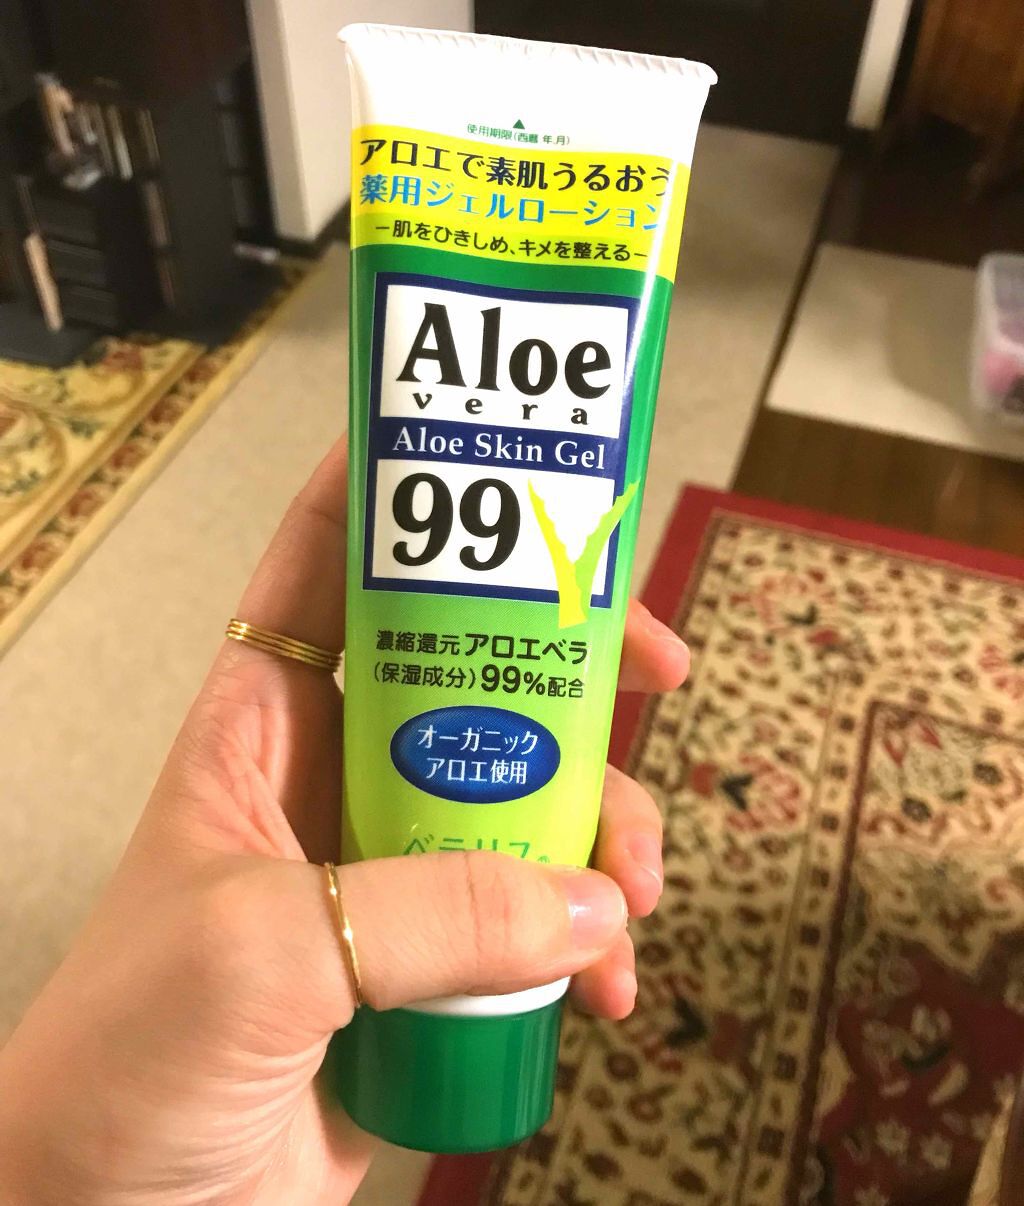 使用期限(西暦 年.月)
アロエで素肌うるおう
薬用ジェルローション
－肌をひきしめ、キメを整える－
Aloe
vera
Aloe Skin Gel
99
濃縮還元アロエベラ
(保湿成分)99%配合
オーガニック
アロエ使用